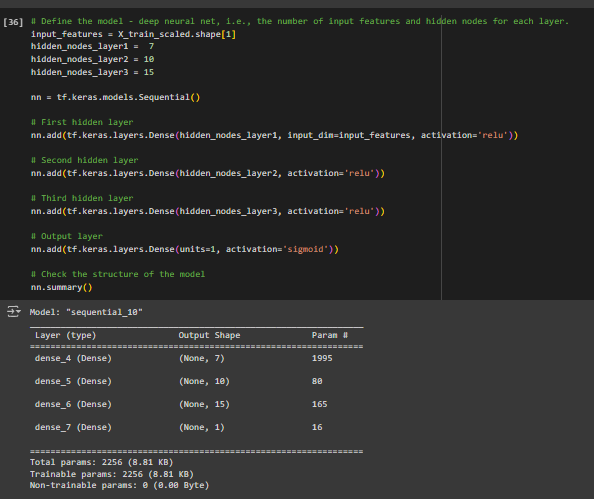 [36] # Define the model - deep neural net, i.e., the number of input features and hidden nodes for each layer.
input_features = X_train_scaled.shape[1]
hidden_nodes_layer1 =  7
hidden_nodes_layer2 = 10
hidden_nodes_layer3 = 15
nn = tf.keras.models.Sequential()
# First hidden layer
nn.add(tf.keras.layers.Dense(hidden_nodes_layer1, input_dim=input_features, activation='relu'))
# Second hidden layer
nn.add(tf.keras.layers.Dense(hidden_nodes_layer2, activation='relu'))
# Third hidden layer
nn.add(tf.keras.layers.Dense(hidden_nodes_layer3, activation='relu'))
# Output layer
nn.add(tf.keras.layers.Dense(units=1, activation='sigmoid'))
# Check the structure of the model
nn.summary()
Model: "sequential_10"
Layer (type) Output Shape Param #
=================================================================
dense_4 (Dense) (None, 7) 1995
dense_5 (Dense) (None, 10) 80
dense_6 (Dense) (None, 15) 165
dense_7 (Dense) (None, 1) 16
=================================================================
Total params: 2256 (8.81 KB)
Trainable params: 2256 (8.81 KB)
Non-trainable params: 0 (0.00 Byte)